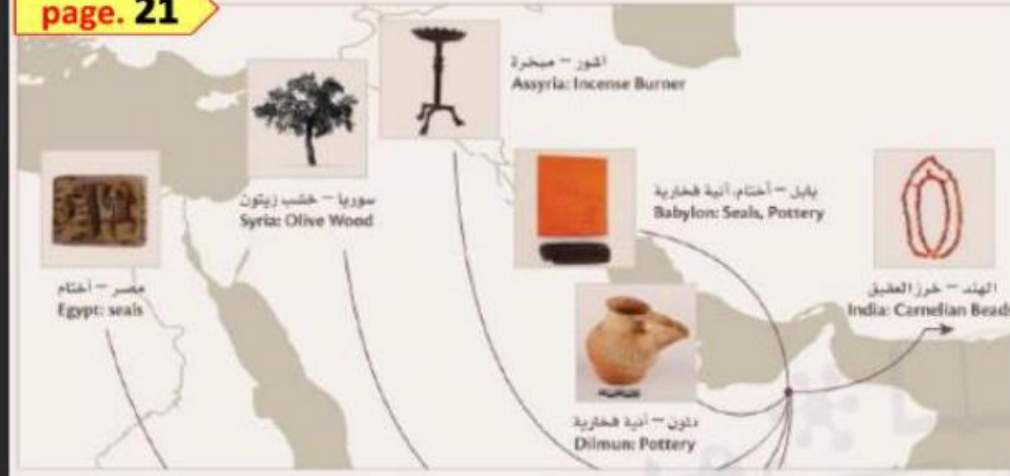 page. 21
آشور – مبخرة
Assyria: Incense Burner
سوريا – خشب زيتون
Syria: Olive Wood
بابل – أختام، آنية فخارية
Babylon: Seals, Pottery
مصر – أختام
Egypt: seals
الهند – خرز العقيق
India: Carnelian Beads
دلون – آنية فخارية
Dilmun: Pottery